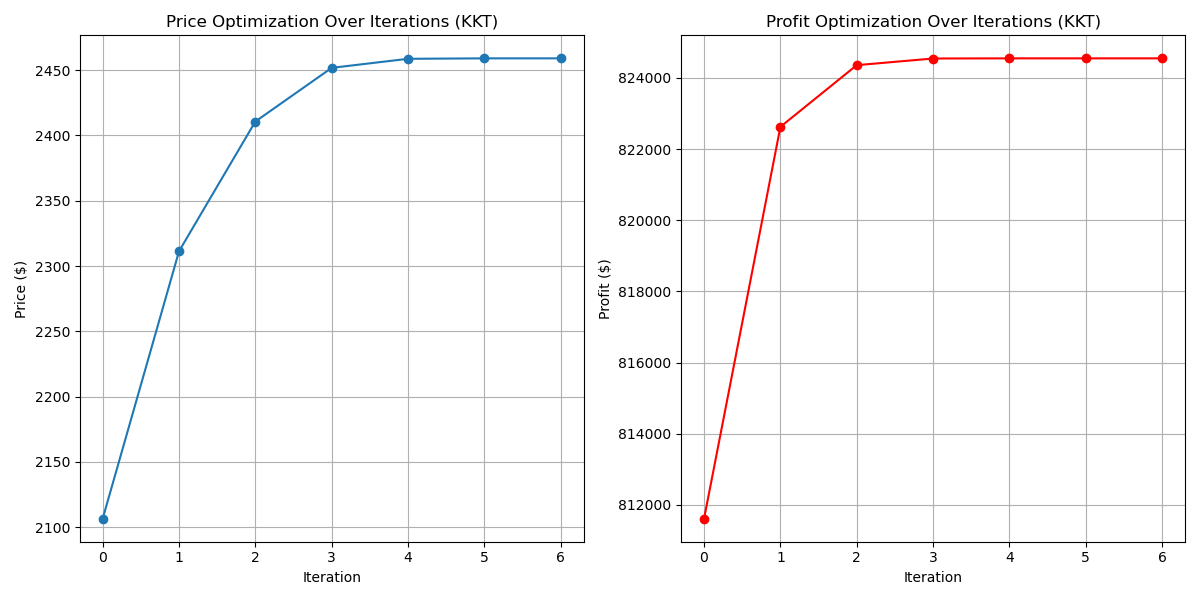 Price Optimization Over Iterations (KKT)
2450
2400
2350
2300
2250
2200
2150
2100
Price ($)
0 1 2 3 4 5 6
Iteration
Profit Optimization Over Iterations (KKT)
824000
822000
820000
818000
816000
814000
812000
Profit ($)
0 1 2 3 4 5 6
Iteration